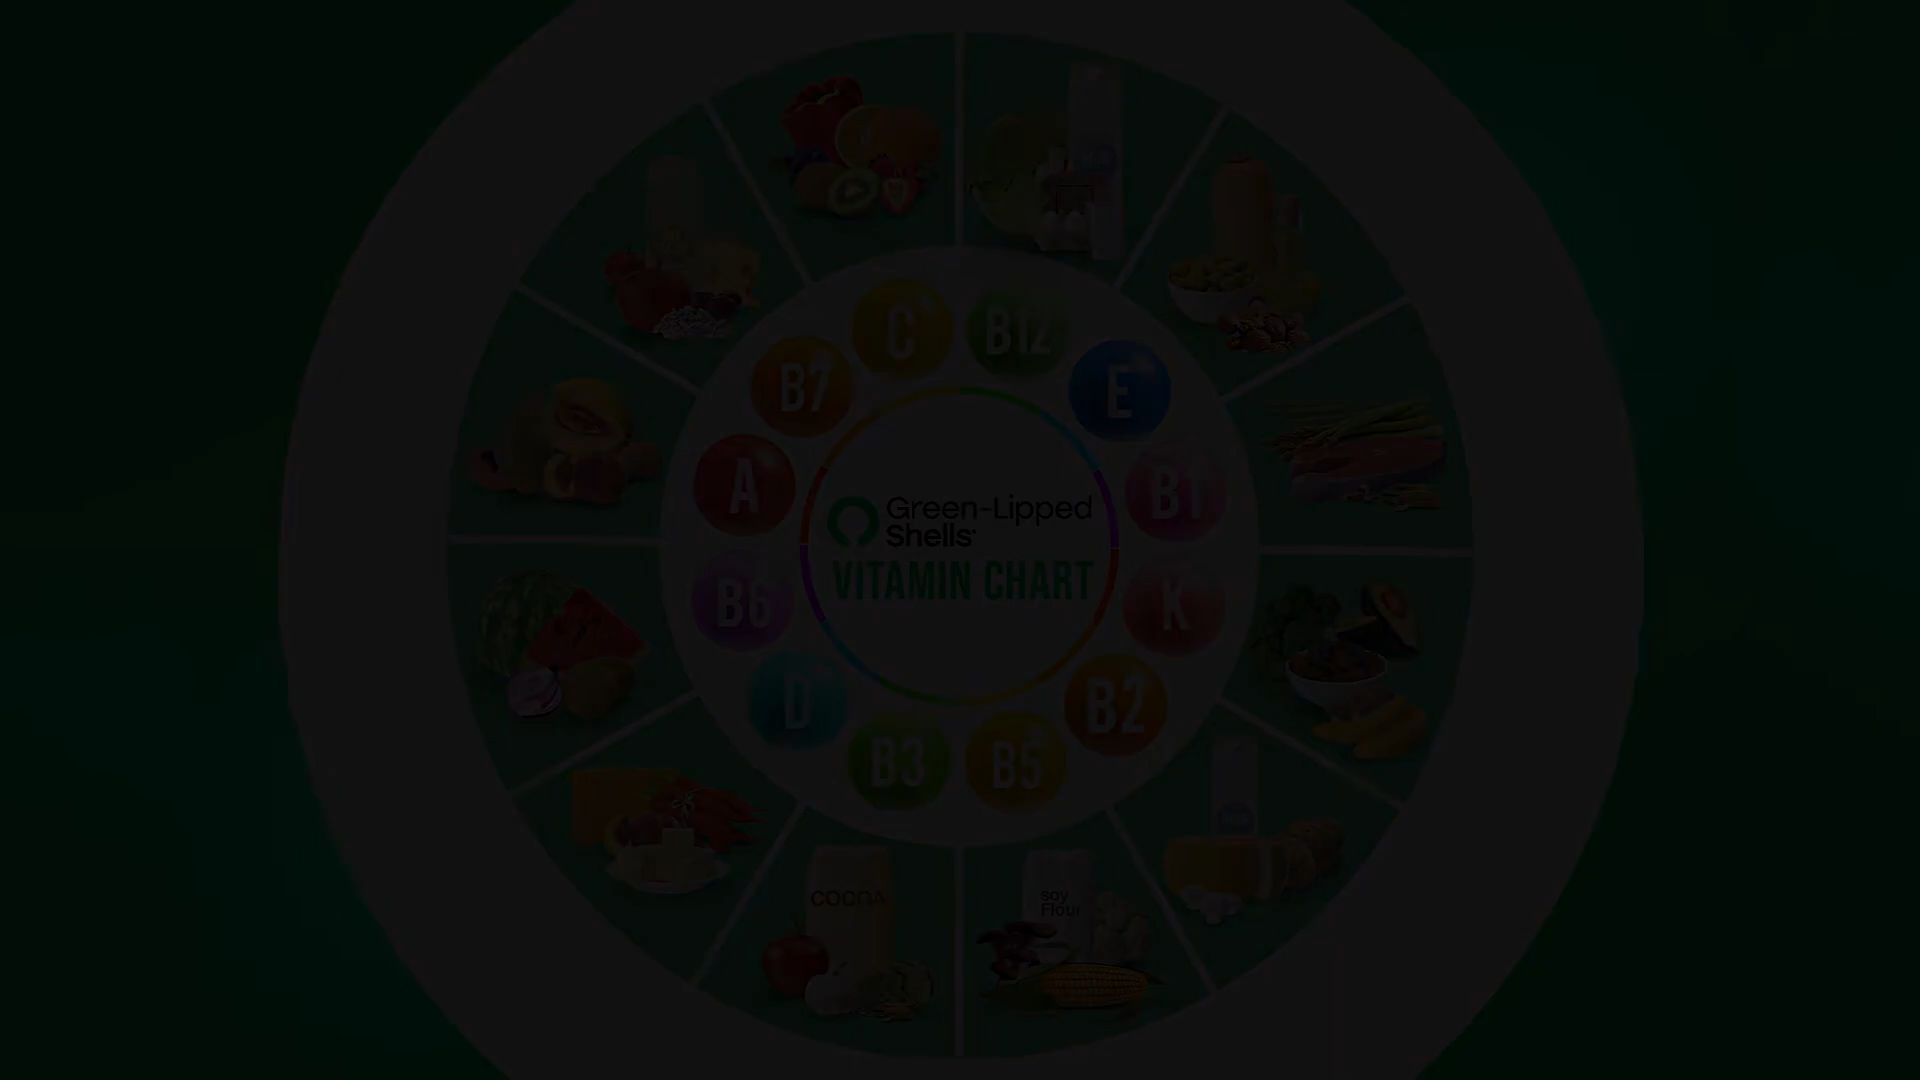 C
B12
B7
E
A
B1
Green-Lipped
Shells
VITAMIN CHART
B6
K
D
B2
B3
B5
COCOA
soy
Flour